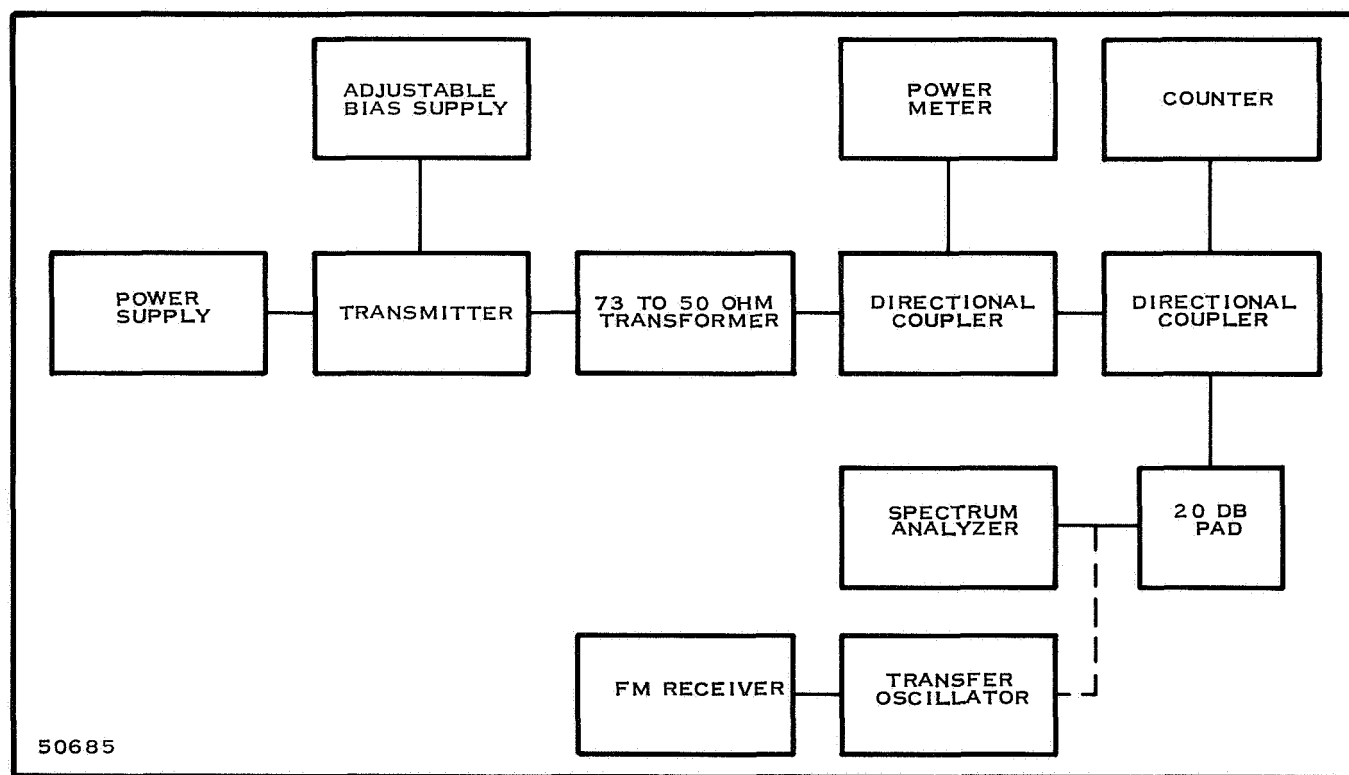 ADJUSTABLE
BIAS SUPPLY
POWER
METER
COUNTER
POWER
SUPPLY
TRANSMITTER
73 TO 50 OHM
TRANSFORMER
DIRECTIONAL
COUPLER
DIRECTIONAL
COUPLER
SPECTRUM
ANALYZER
20 DB
PAD
FM RECEIVER
TRANSFER
OSCILLATOR
50685